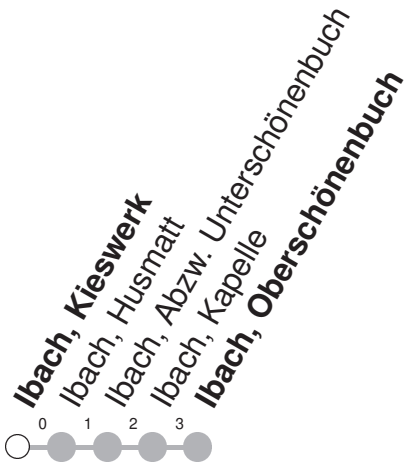 Ibach, Kieswerk
Ibach, Husmatt
Ibach, Abzw. Unterschönenbuch
Ibach, Kapelle
Ibach, Oberschönenbuch
0 1 2 3